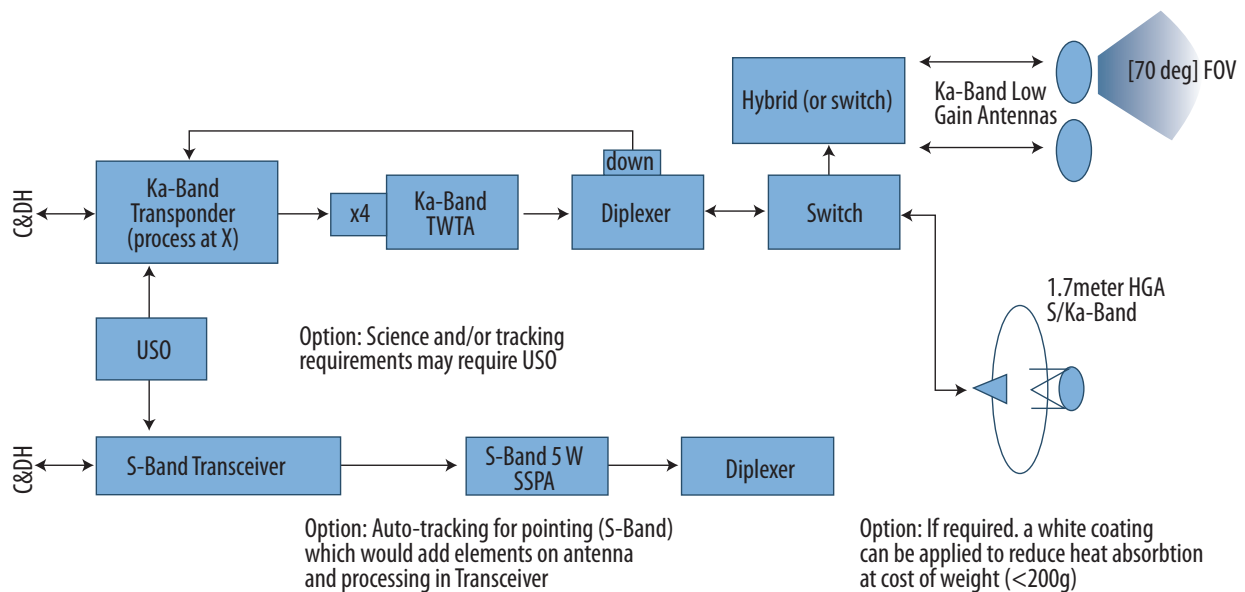 [70 deg] FOV
Hybrid (or switch)
Ka-Band Low
Gain Antennas
down
C&DH
Ka-Band
Transponder
(process at X)
x4
Ka-Band
TWTA
Diplexer
Switch
1.7meter HGA
S/Ka-Band
USO
Option: Science and/or tracking
requirements may require USO
C&DH
S-Band Transceiver
S-Band 5 W
SSPA
Diplexer
Option: Auto-tracking for pointing (S-Band)
which would add elements on antenna
and processing in Transceiver
Option: If required. a white coating
can be applied to reduce heat absorbtion
at cost of weight (<200g)